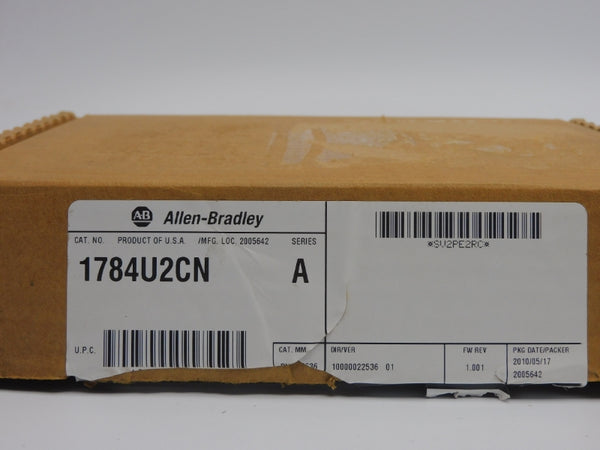 AB Allen-Bradley
CAT. NO. PRODUCT OF U.S.A. /MFG. LOC. 2005642 SERIES
1784U2CN A
U.P.C.
*SV2PE2RC*
CAT. MM DIR/VER FW REV PKG DATE/PACKER
10000022536 01 1.001 2010/05/17
2005642